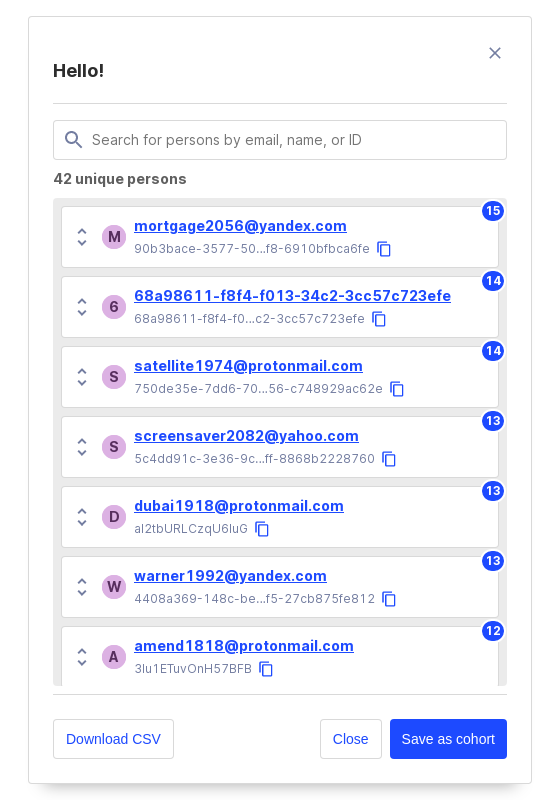 Hello!
Search for persons by email, name, or ID
42 unique persons
15
M
mortgage2056@yandex.com
90b3bace-3577-50...f8-6910bfbca6fe
14
6
68a98611-f8f4-f013-34c2-3cc57c723efe
68a98611-f8f4-f0...c2-3cc57c723efe
14
S
satellite1974@protonmail.com
750de35e-7dd6-70...56-c748929ac62e
13
S
screensaver2082@yahoo.com
5c4dd91c-3e36-9c...ff-8868b2228760
13
D
dubai1918@protonmail.com
aI2tbURLCzqU6IuG
13
W
warner1992@yandex.com
4408a369-148c-be...f5-27cb875fe812
12
A
amend1818@protonmail.com
3Iu1ETuvOnH57BFB
Download CSV
Close
Save as cohort